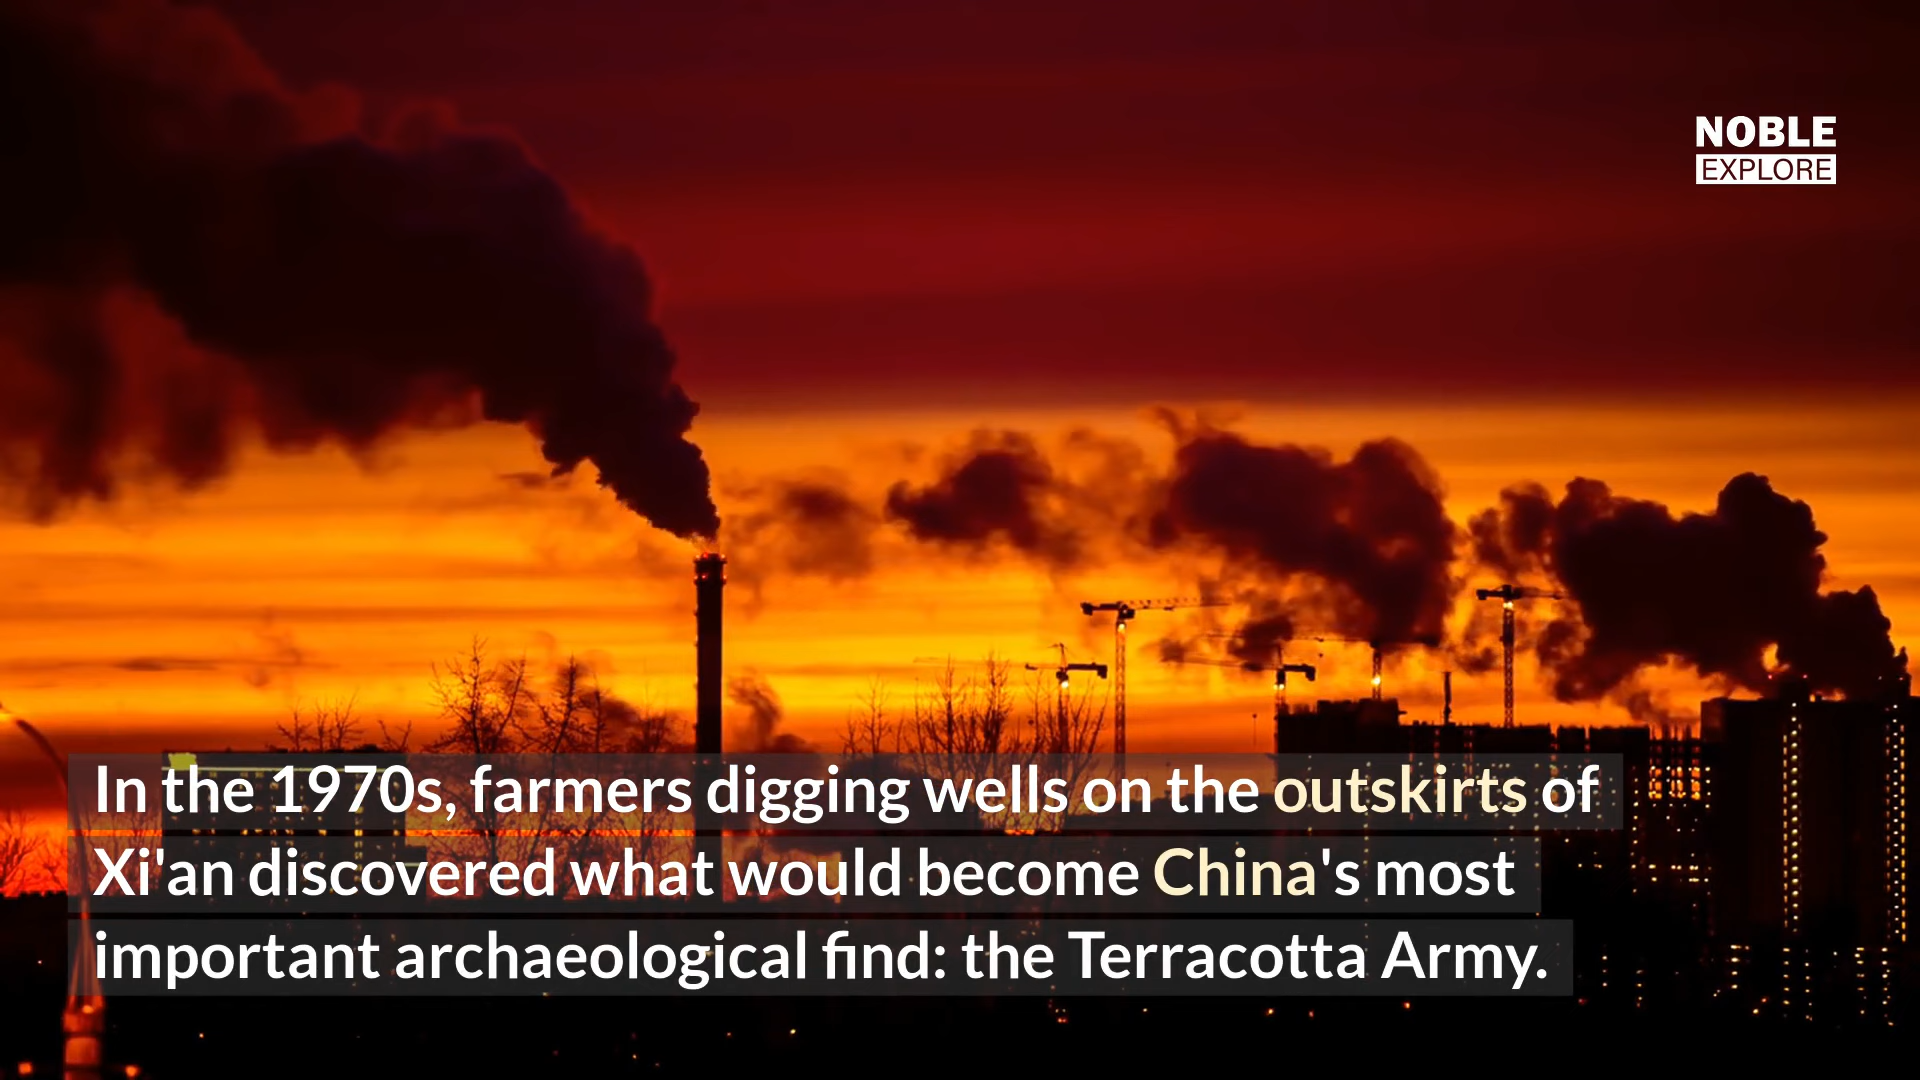 NOBLE
EXPLORE
In the 1970s, farmers digging wells on the outskirts of
Xi'an discovered what would become China's most
important archaeological find: the Terracotta Army.